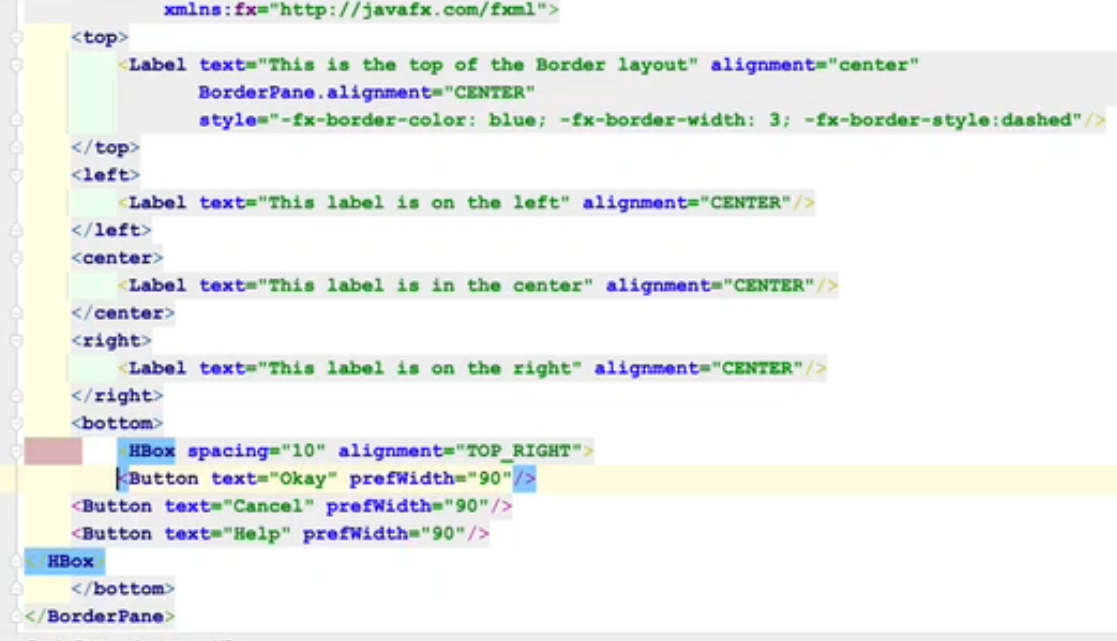 xmlns:fx="http://javafx.com/fxml">
<top>
<Label text="This is the top of the Border layout" alignment="center"
BorderPane.alignment="CENTER"
style="-fx-border-color: blue; -fx-border-width: 3; -fx-border-style:dashed"/>
</top>
<left>
<Label text="This label is on the left" alignment="CENTER"/>
</left>
<center>
<Label text="This label is in the center" alignment="CENTER"/>
</center>
<right>
<Label text="This label is on the right" alignment="CENTER"/>
</right>
<bottom>
<HBox spacing="10" alignment="TOP_RIGHT">
<Button text="Okay" prefWidth="90"/>
<Button text="Cancel" prefWidth="90"/>
<Button text="Help" prefWidth="90"/>
</HBox>
</bottom>
</BorderPane>